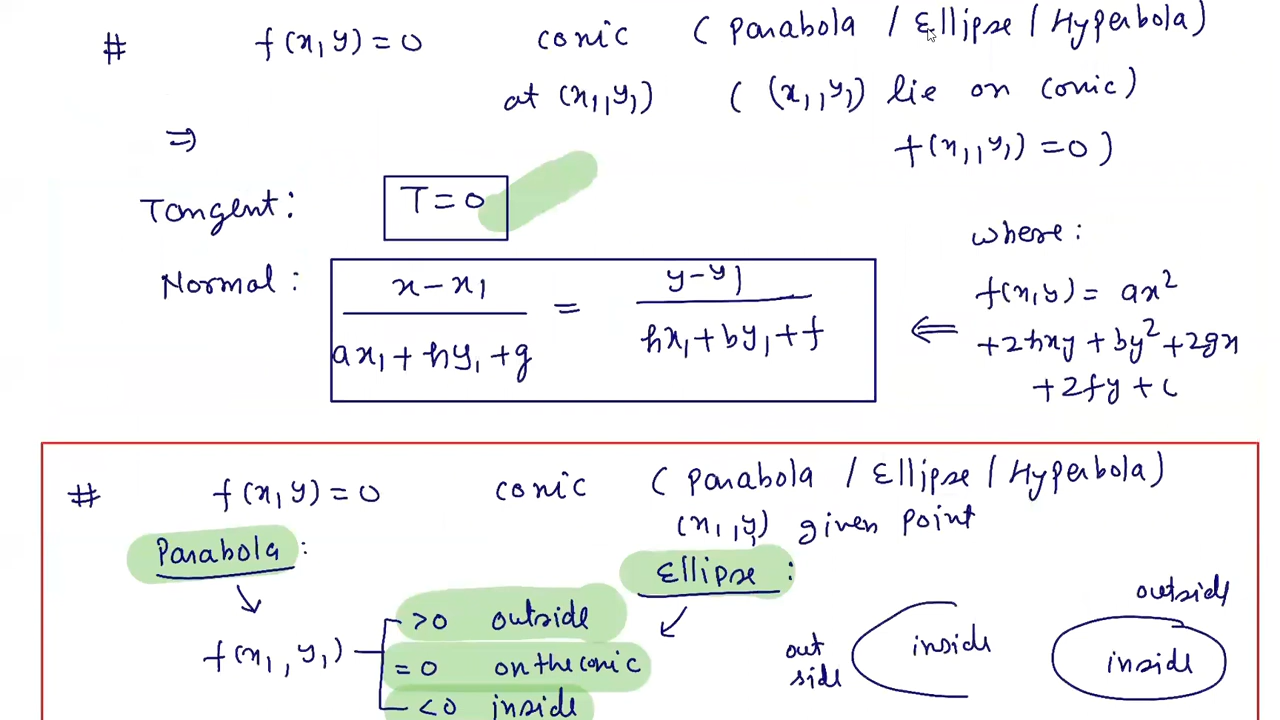 # f(x,y)=0 conic (Parabola / Ellipse / Hyperbola)
at (x₁,y₁) ( (x₁,y₁) lie on conic)
⇒ f(x₁,y₁)=0 )
Tangent: T=0
where:
Normal: (x-x₁)/(ax₁+hy₁+g) = (y-y₁)/(hx₁+by₁+f) ⇐ f(x,y)= ax²
+2hxy+by²+2gx
+2fy+c
# f(x,y)=0 conic (Parabola / Ellipse / Hyperbola)
(x₁,y₁) given point
Parabola:
Ellipse:
outside
f(x₁,y₁)
>0 outside
=0 on the conic
<0 inside
out
side
inside
inside